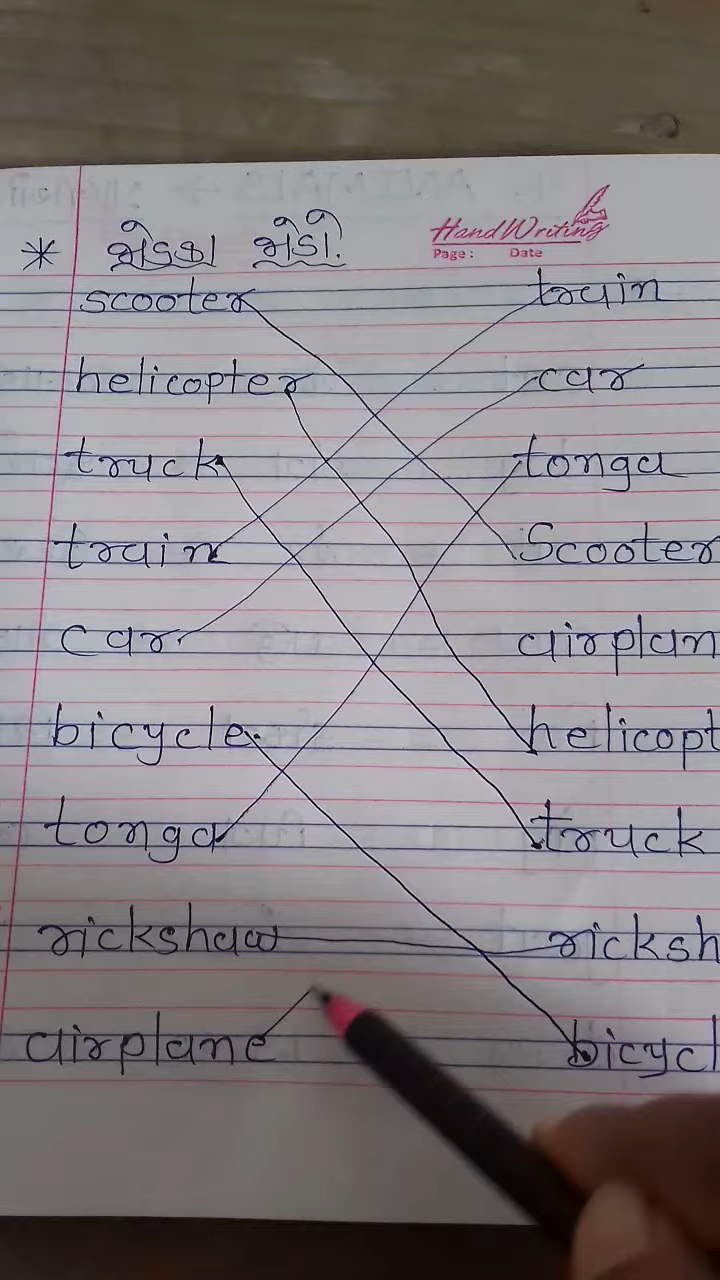 * જોડકા જોડો.
HandWriting
Page : Date
scooter train
helicopter car
truck tonga
train Scooter
car airplan
bicycle helicopt
tonga truck
rickshaw ricksh
airplane bicycl